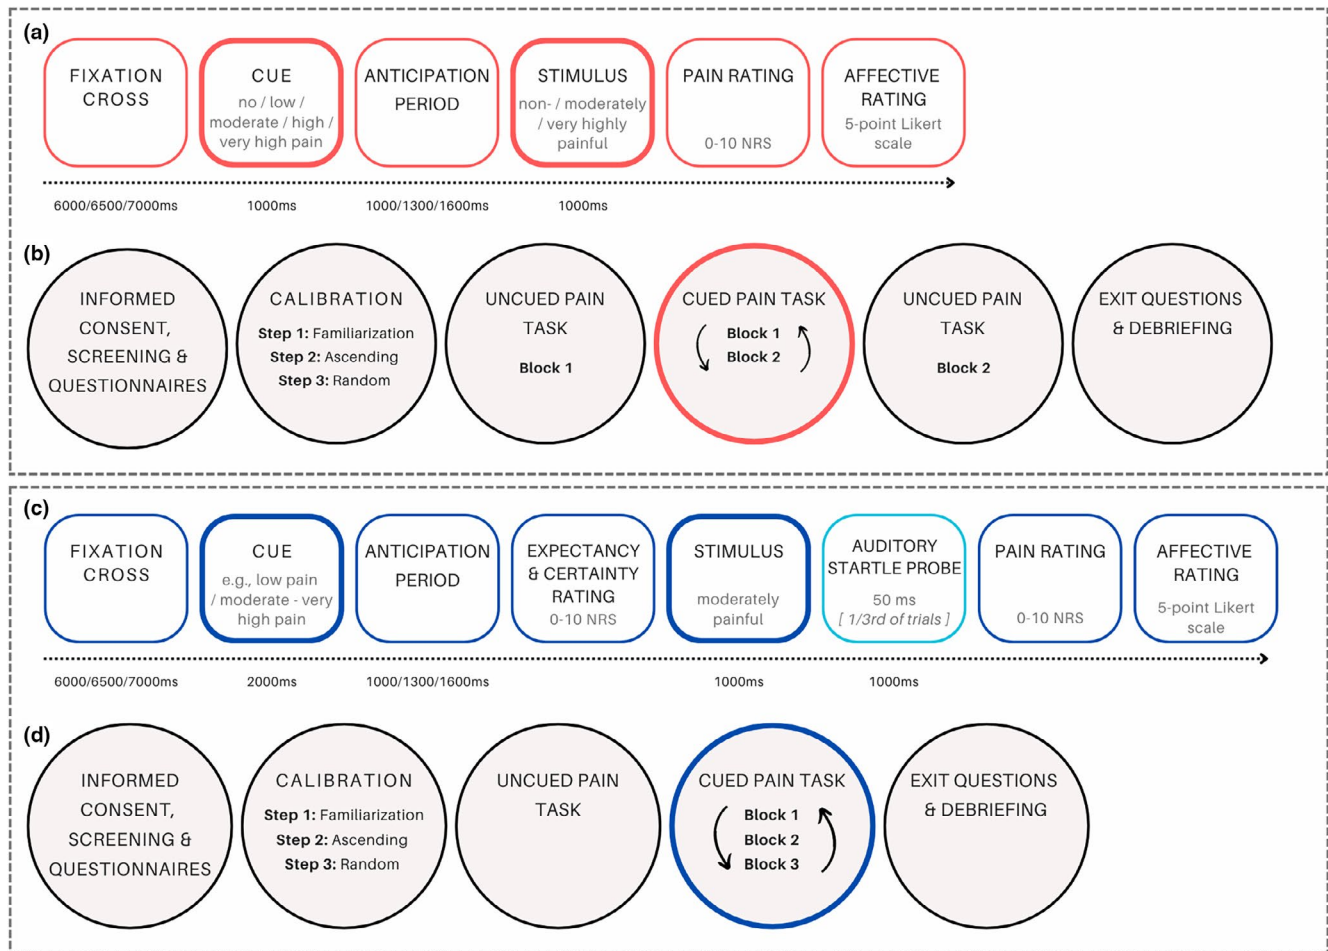 (a)
FIXATION
CROSS
CUE
no / low /
moderate / high /
very high pain
ANTICIPATION
PERIOD
STIMULUS
non- / moderately
/ very highly
painful
PAIN RATING
0-10 NRS
AFFECTIVE
RATING
5-point Likert
scale
6000/6500/7000ms
1000ms
1000/1300/1600ms
1000ms
(b)
INFORMED
CONSENT,
SCREENING &
QUESTIONNAIRES
CALIBRATION
Step 1: Familiarization
Step 2: Ascending
Step 3: Random
UNCUED PAIN
TASK
Block 1
CUED PAIN TASK
Block 1
Block 2
UNCUED PAIN
TASK
Block 2
EXIT QUESTIONS
& DEBRIEFING
(c)
FIXATION
CROSS
CUE
e.g., low pain
/ moderate - very
high pain
ANTICIPATION
PERIOD
EXPECTANCY
& CERTAINTY
RATING
0-10 NRS
STIMULUS
moderately
painful
AUDITORY
STARTLE PROBE
50 ms
[ 1/3rd of trials ]
PAIN RATING
0-10 NRS
AFFECTIVE
RATING
5-point Likert
scale
6000/6500/7000ms
2000ms
1000/1300/1600ms
1000ms
1000ms
(d)
INFORMED
CONSENT,
SCREENING &
QUESTIONNAIRES
CALIBRATION
Step 1: Familiarization
Step 2: Ascending
Step 3: Random
UNCUED PAIN
TASK
CUED PAIN TASK
Block 1
Block 2
Block 3
EXIT QUESTIONS
& DEBRIEFING